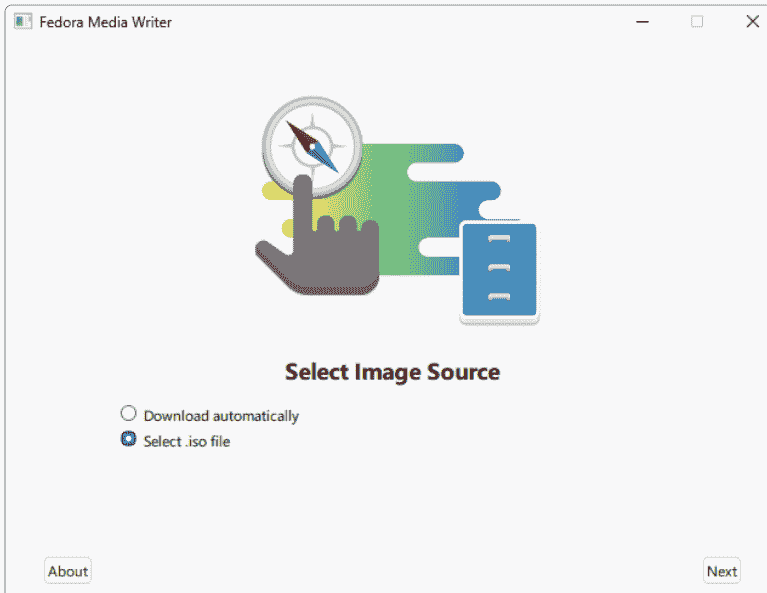 Fedora Media Writer
Select Image Source
Download automatically
Select .iso file
About
Next